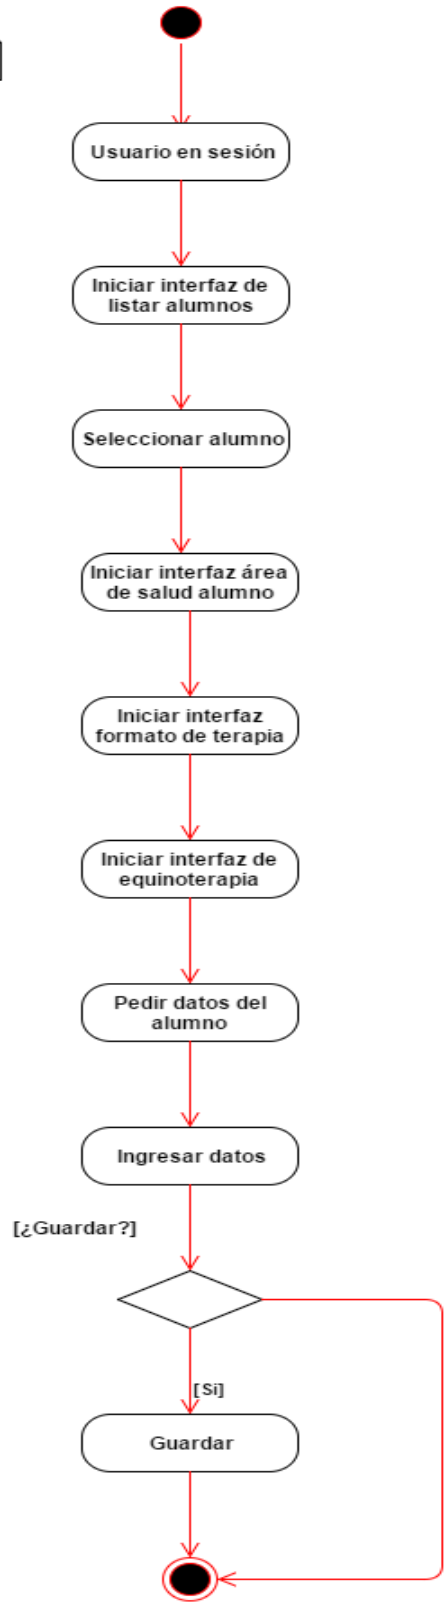 Usuario en sesión
Iniciar interfaz de
listar alumnos
Seleccionar alumno
Iniciar interfaz área
de salud alumno
Iniciar interfaz
formato de terapia
Iniciar interfaz de
equinoterapia
Pedir datos del
alumno
Ingresar datos
[¿Guardar?]
[Si]
Guardar